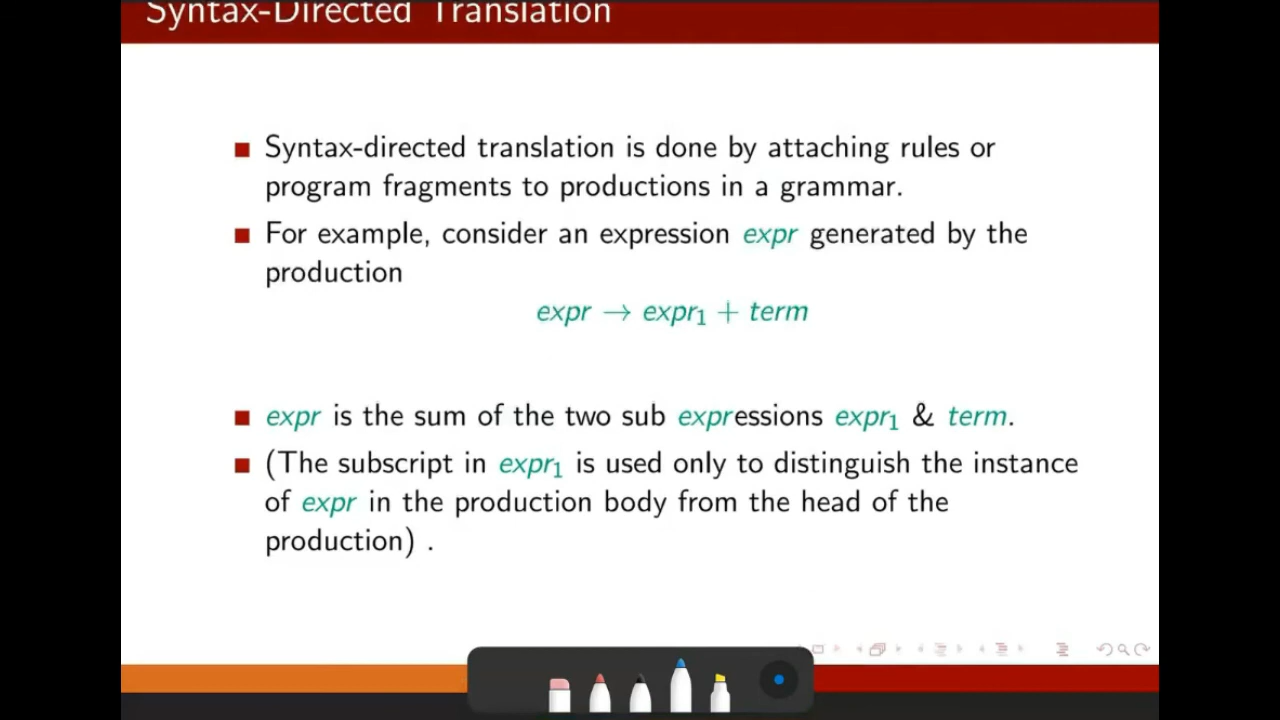 Syntax-Directed Translation
Syntax-directed translation is done by attaching rules or
program fragments to productions in a grammar.
For example, consider an expression expr generated by the
production
expr → expr₁ + term
expr is the sum of the two sub expressions expr₁ & term.
(The subscript in expr₁ is used only to distinguish the instance
of expr in the production body from the head of the
production) .